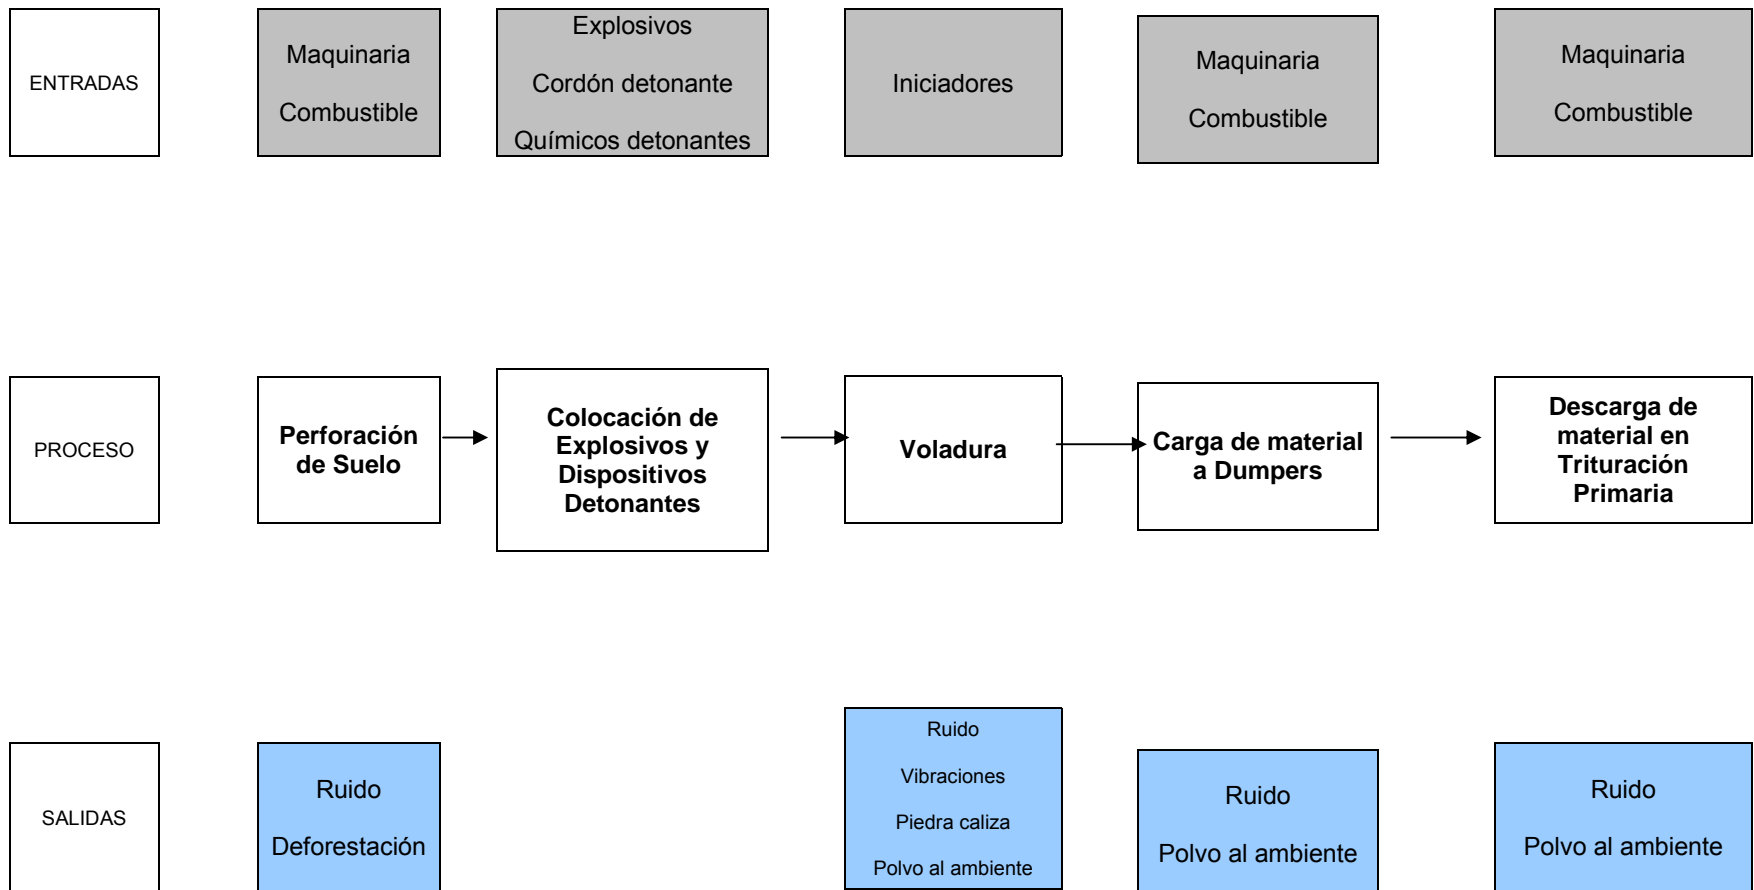 ENTRADAS
Maquinaria
Combustible
Explosivos
Cordón detonante
Químicos detonantes
Iniciadores
Maquinaria
Combustible
Maquinaria
Combustible
PROCESO
Perforación
de Suelo
Colocación de
Explosivos y
Dispositivos
Detonantes
Voladura
Carga de material
a Dumpers
Descarga de
material en
Trituración
Primaria
SALIDAS
Ruido
Deforestación
Ruido
Vibraciones
Piedra caliza
Polvo al ambiente
Ruido
Polvo al ambiente
Ruido
Polvo al ambiente